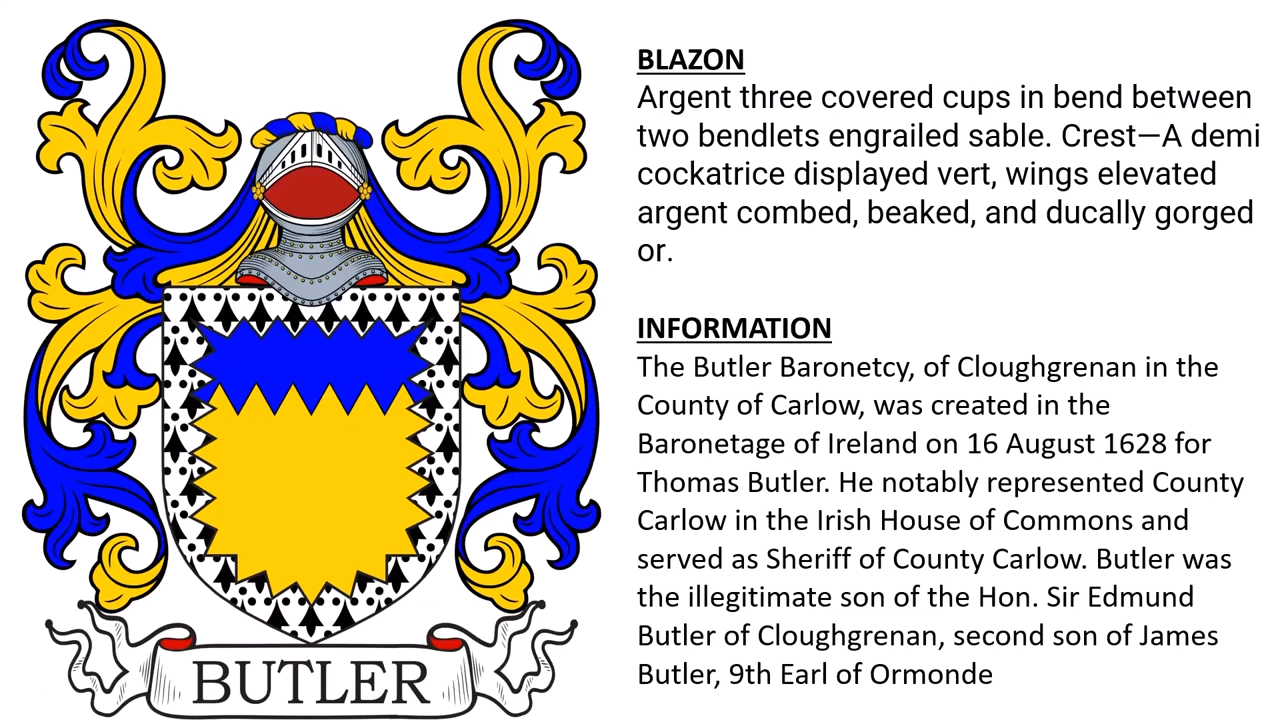 BLAZON
Argent three covered cups in bend between
two bendlets engrailed sable. Crest—A demi
cockatrice displayed vert, wings elevated
argent combed, beaked, and ducally gorged
or.
INFORMATION
The Butler Baronetcy, of Cloughgrenan in the
County of Carlow, was created in the
Baronetage of Ireland on 16 August 1628 for
Thomas Butler. He notably represented County
Carlow in the Irish House of Commons and
served as Sheriff of County Carlow. Butler was
the illegitimate son of the Hon. Sir Edmund
Butler of Cloughgrenan, second son of James
Butler, 9th Earl of Ormonde
BUTLER